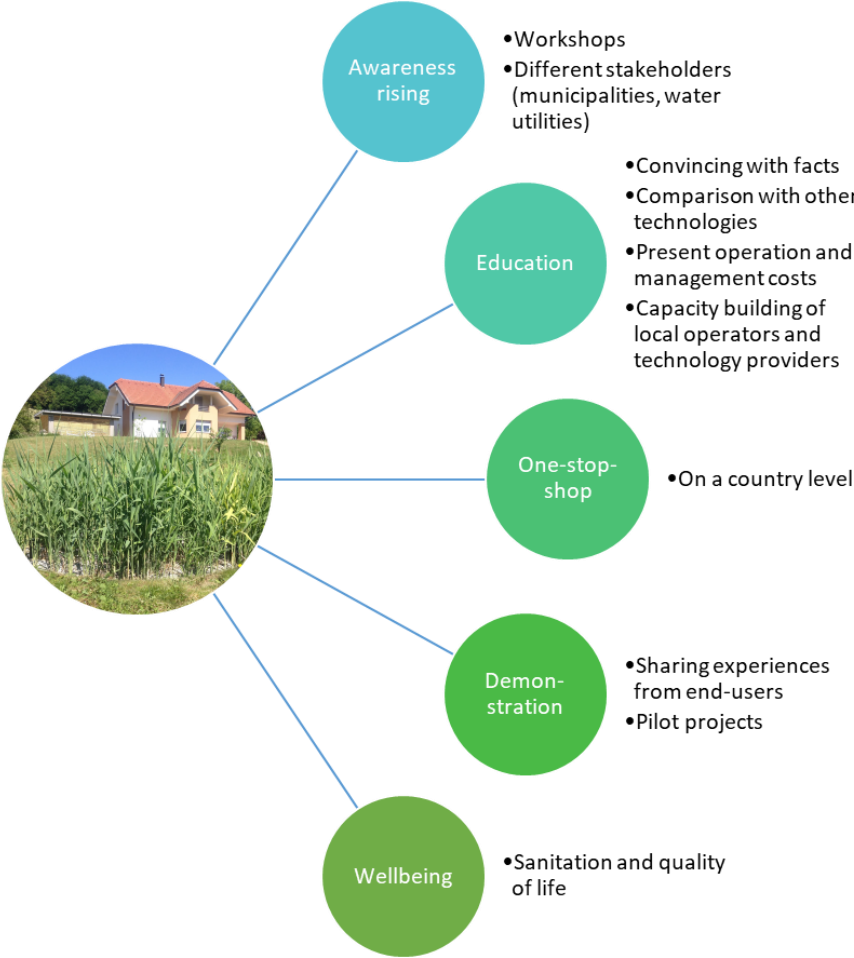 Awareness
rising
•Workshops
•Different stakeholders
(municipalities, water
utilities)
Education
•Convincing with facts
•Comparison with other
technologies
•Present operation and
management costs
•Capacity building of
local operators and
technology providers
One-stop-
shop
•On a country level
Demon-
stration
•Sharing experiences
from end-users
•Pilot projects
Wellbeing
•Sanitation and quality
of life